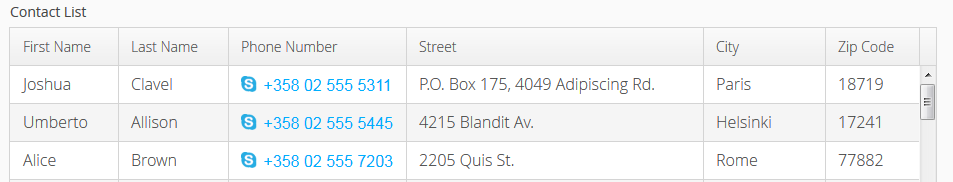 Contact List
First Name Last Name Phone Number Street City Zip Code
Joshua Clavel +358 02 555 5311 P.O. Box 175, 4049 Adipiscing Rd. Paris 18719
Umberto Allison +358 02 555 5445 4215 Blandit Av. Helsinki 17241
Alice Brown +358 02 555 7203 2205 Quis St. Rome 77882